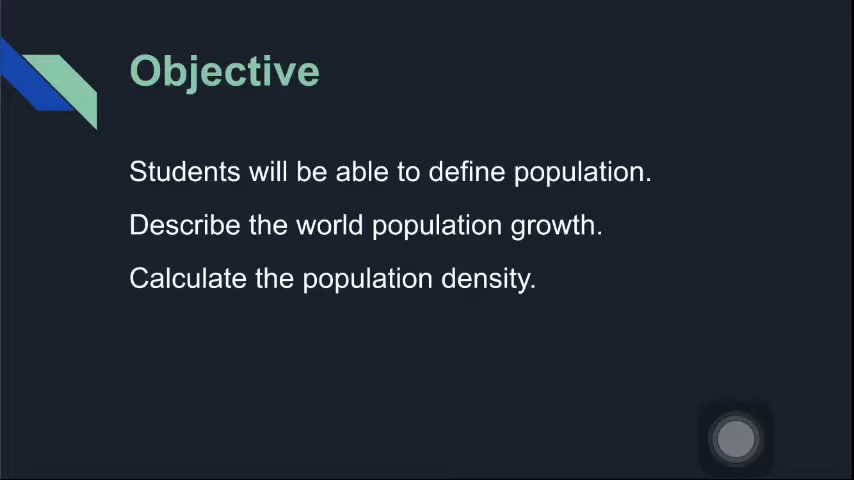 Objective
Students will be able to define population.
Describe the world population growth.
Calculate the population density.